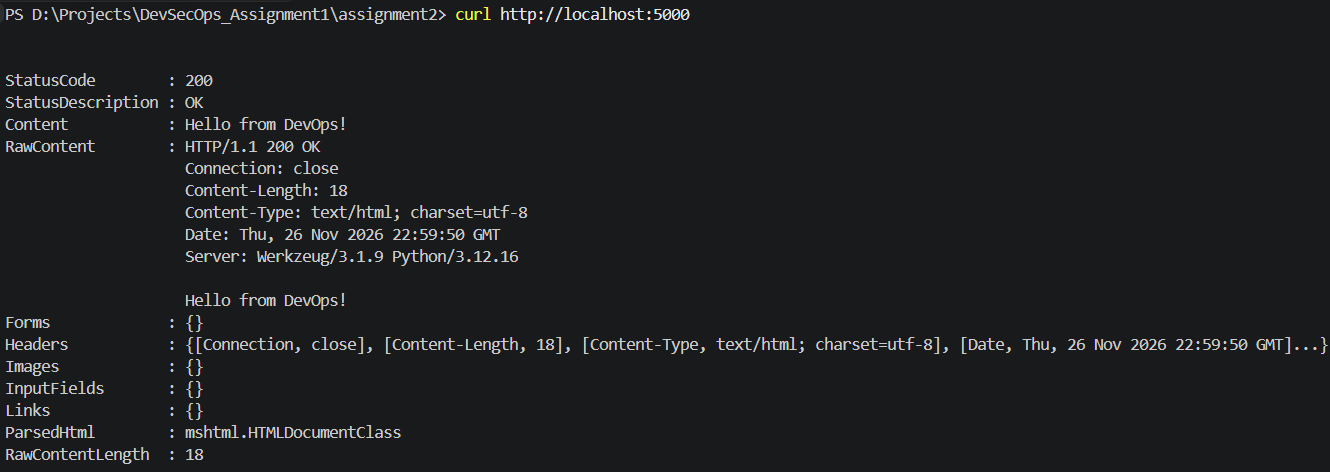 PS D:\Projects\DevSecOps_Assignment1\assignment2> curl http://localhost:5000
StatusCode        : 200
StatusDescription : OK
Content           : Hello from DevOps!
RawContent        : HTTP/1.1 200 OK
                    Connection: close
                    Content-Length: 18
                    Content-Type: text/html; charset=utf-8
                    Date: Thu, 26 Nov 2026 22:59:50 GMT
                    Server: Werkzeug/3.1.9 Python/3.12.16
                    Hello from DevOps!
Forms             : {}
Headers           : {[Connection, close], [Content-Length, 18], [Content-Type, text/html; charset=utf-8], [Date, Thu, 26 Nov 2026 22:59:50 GMT]...}
Images            : {}
InputFields       : {}
Links             : {}
ParsedHtml        : mshtml.HTMLDocumentClass
RawContentLength  : 18